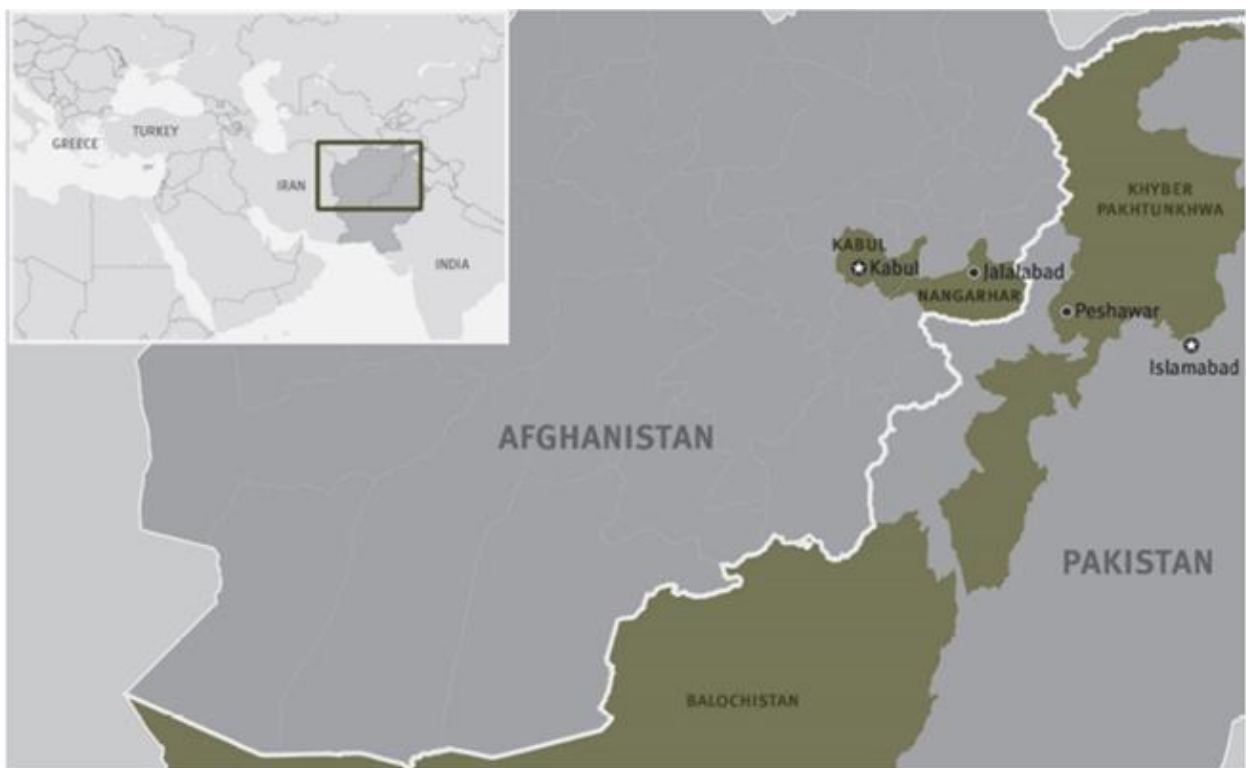 GREECE
TURKEY
IRAN
INDIA
KHYBER
PAKHTUNKHWA
KABUL
Kabul
Jalalabad
NANGARHAR
Peshawar
Islamabad
AFGHANISTAN
PAKISTAN
BALOCHISTAN